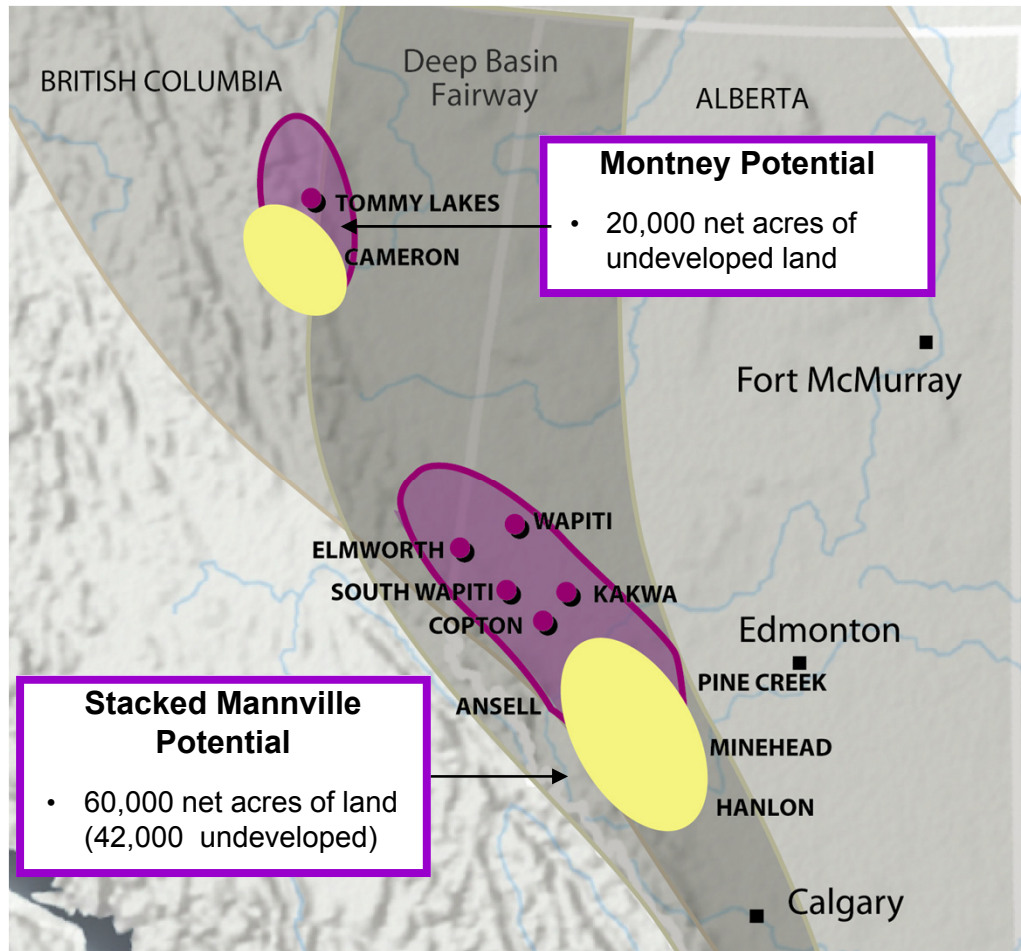 BRITISH COLUMBIA
Deep Basin
Fairway
ALBERTA
Montney Potential
• 20,000 net acres of
undeveloped land
TOMMY LAKES
CAMERON
Fort McMurray
WAPITI
ELMWORTH
SOUTH WAPITI
KAKWA
COPTON
Edmonton
PINE CREEK
ANSELL
MINEHEAD
HANLON
Stacked Mannville
Potential
• 60,000 net acres of land
(42,000 undeveloped)
Calgary